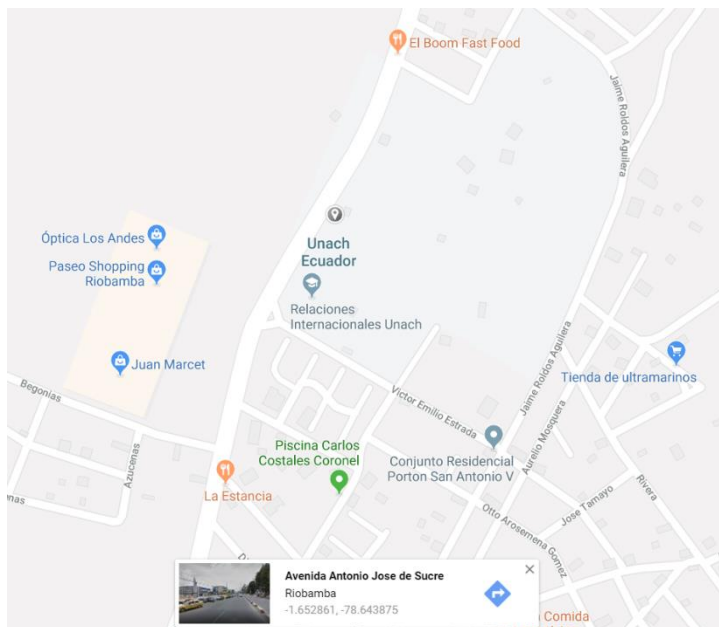 El Boom Fast Food
Jaime Roldos Aguilera
Óptica Los Andes
Unach
Ecuador
Paseo Shopping
Riobamba
Relaciones
Internacionales Unach
Juan Marcet
Jaime Roldos Aguilera
Tienda de ultramarinos
Begonias
Victor Emilio Estrada
Aurelio Mosquera
Azucenas
Piscina Carlos
Costales Coronel
Conjunto Residencial
Porton San Antonio V
La Estancia
Rivera
Jose Tamayo
Otto Arosemena Gomez
Avenida Antonio Jose de Sucre
Riobamba
-1.652861, -78.643875
Comida